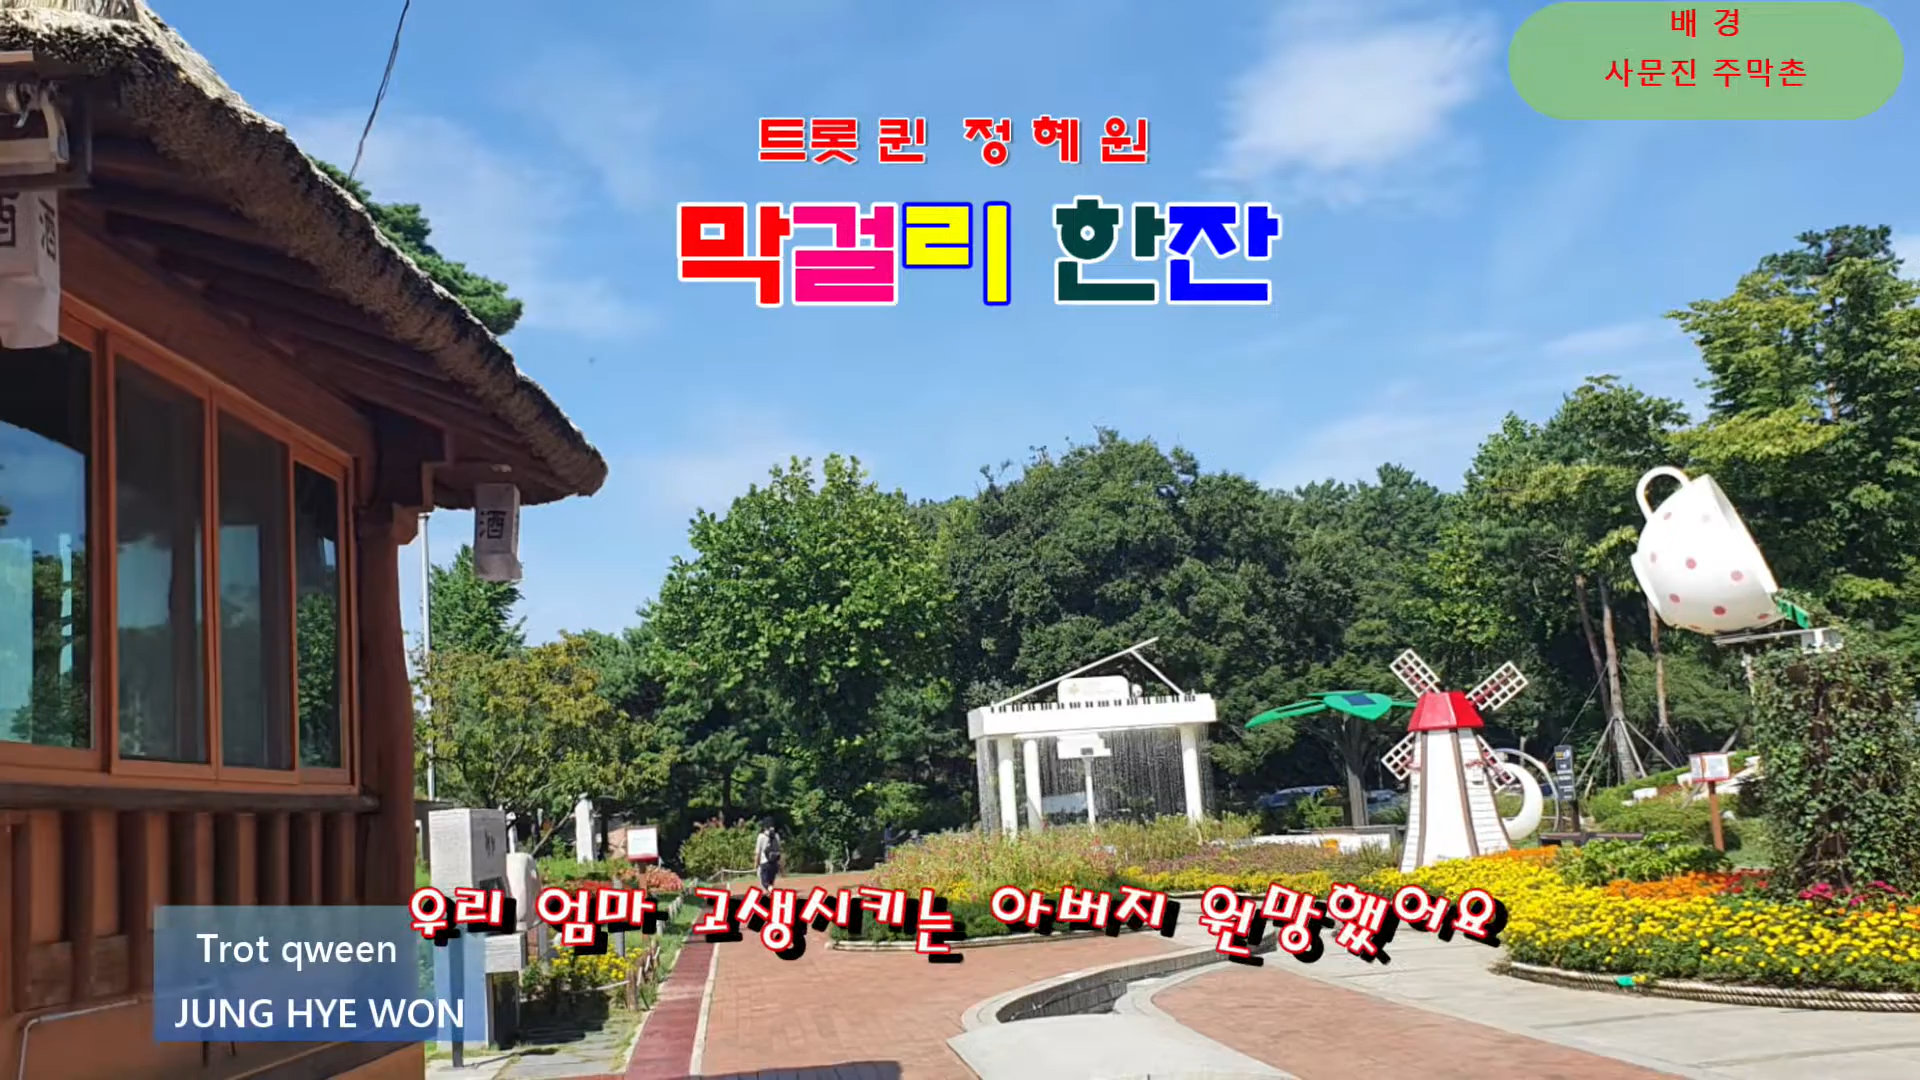 배 경
사문진 주막촌
트롯 퀸 정 혜 원
막걸리 한잔
酒
酒
우리 엄마 고생시키는 아버지 원망했어요
Trot qween
JUNG HYE WON